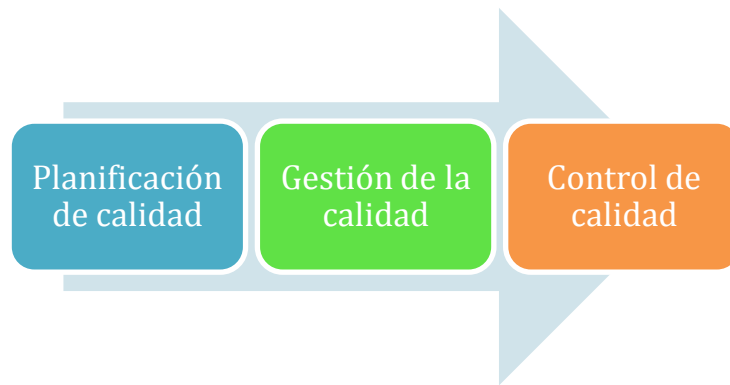 Planificación
de calidad
Gestión de la
calidad
Control de
calidad